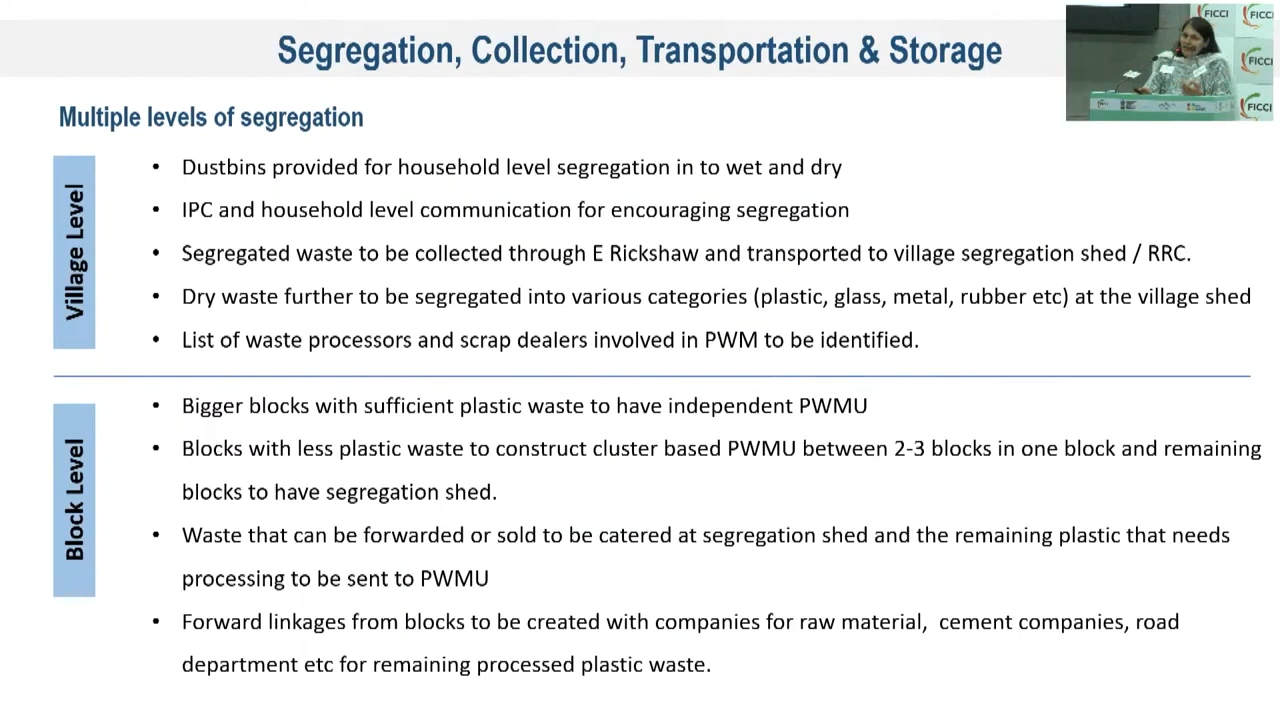 Segregation, Collection, Transportation & Storage
FICCI
FICCI
FICCI
FICCI
Multiple levels of segregation
Village Level
• Dustbins provided for household level segregation in to wet and dry
• IPC and household level communication for encouraging segregation
• Segregated waste to be collected through E Rickshaw and transported to village segregation shed / RRC.
• Dry waste further to be segregated into various categories (plastic, glass, metal, rubber etc) at the village shed
• List of waste processors and scrap dealers involved in PWM to be identified.
Block Level
• Bigger blocks with sufficient plastic waste to have independent PWMU
• Blocks with less plastic waste to construct cluster based PWMU between 2-3 blocks in one block and remaining
blocks to have segregation shed.
• Waste that can be forwarded or sold to be catered at segregation shed and the remaining plastic that needs
processing to be sent to PWMU
• Forward linkages from blocks to be created with companies for raw material, cement companies, road
department etc for remaining processed plastic waste.